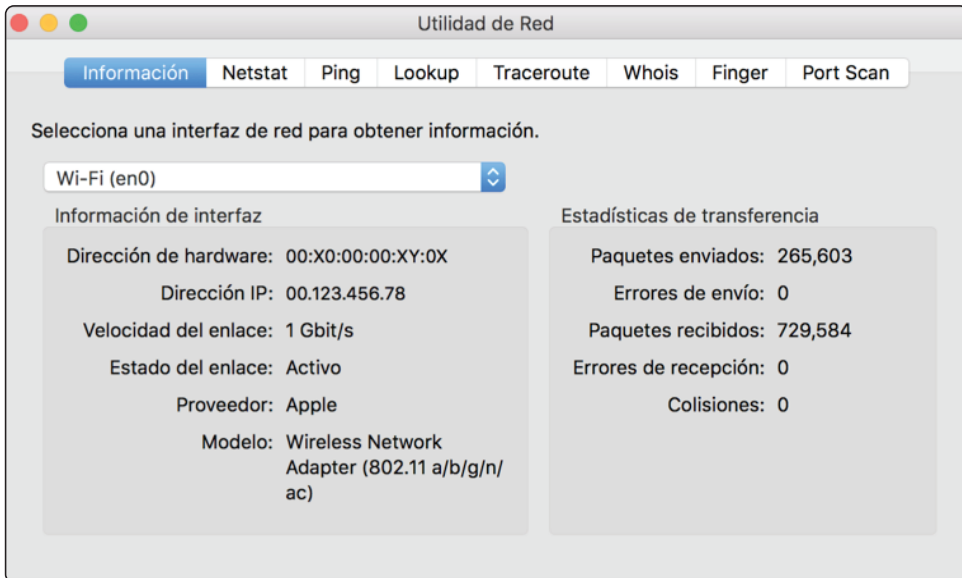 Utilidad de Red
Información Netstat Ping Lookup Traceroute Whois Finger Port Scan
Selecciona una interfaz de red para obtener información.
Wi-Fi (en0)
Información de interfaz
Dirección de hardware: 00:X0:00:00:XY:0X
Dirección IP: 00.123.456.78
Velocidad del enlace: 1 Gbit/s
Estado del enlace: Activo
Proveedor: Apple
Modelo: Wireless Network
Adapter (802.11 a/b/g/n/
ac)
Estadísticas de transferencia
Paquetes enviados: 265,603
Errores de envío: 0
Paquetes recibidos: 729,584
Errores de recepción: 0
Colisiones: 0